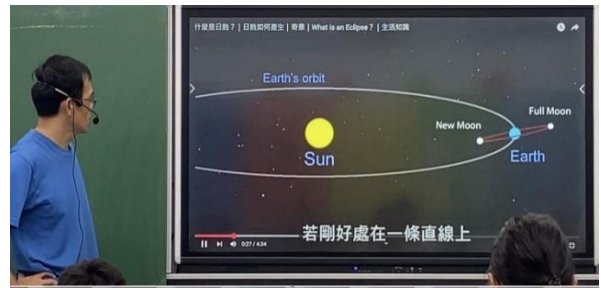 什麼是日蝕？｜日蝕如何產生｜奇景｜What is an Eclipse？｜生活知識
Earth's orbit
Full Moon
New Moon
Sun
Earth
若剛好處在一條直線上
0:27 / 4:34